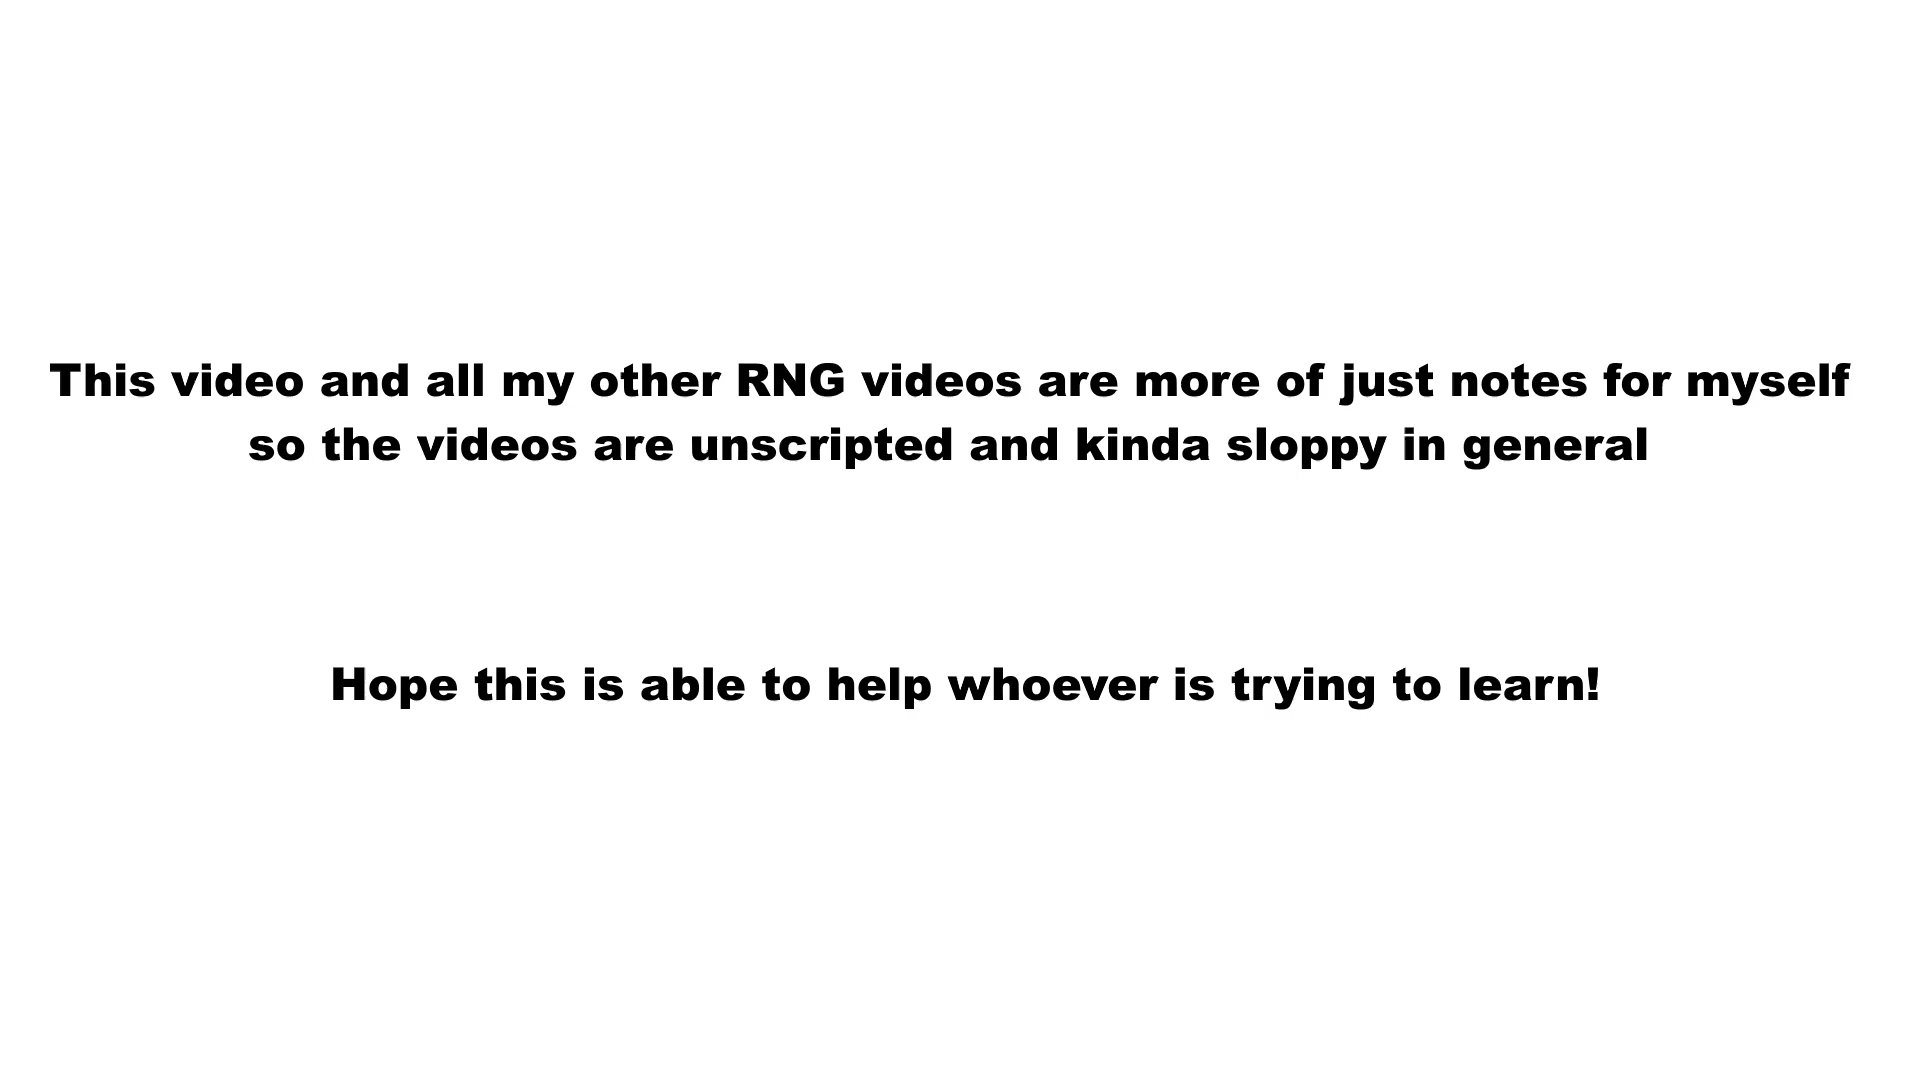 This video and all my other RNG videos are more of just notes for myself
so the videos are unscripted and kinda sloppy in general
Hope this is able to help whoever is trying to learn!